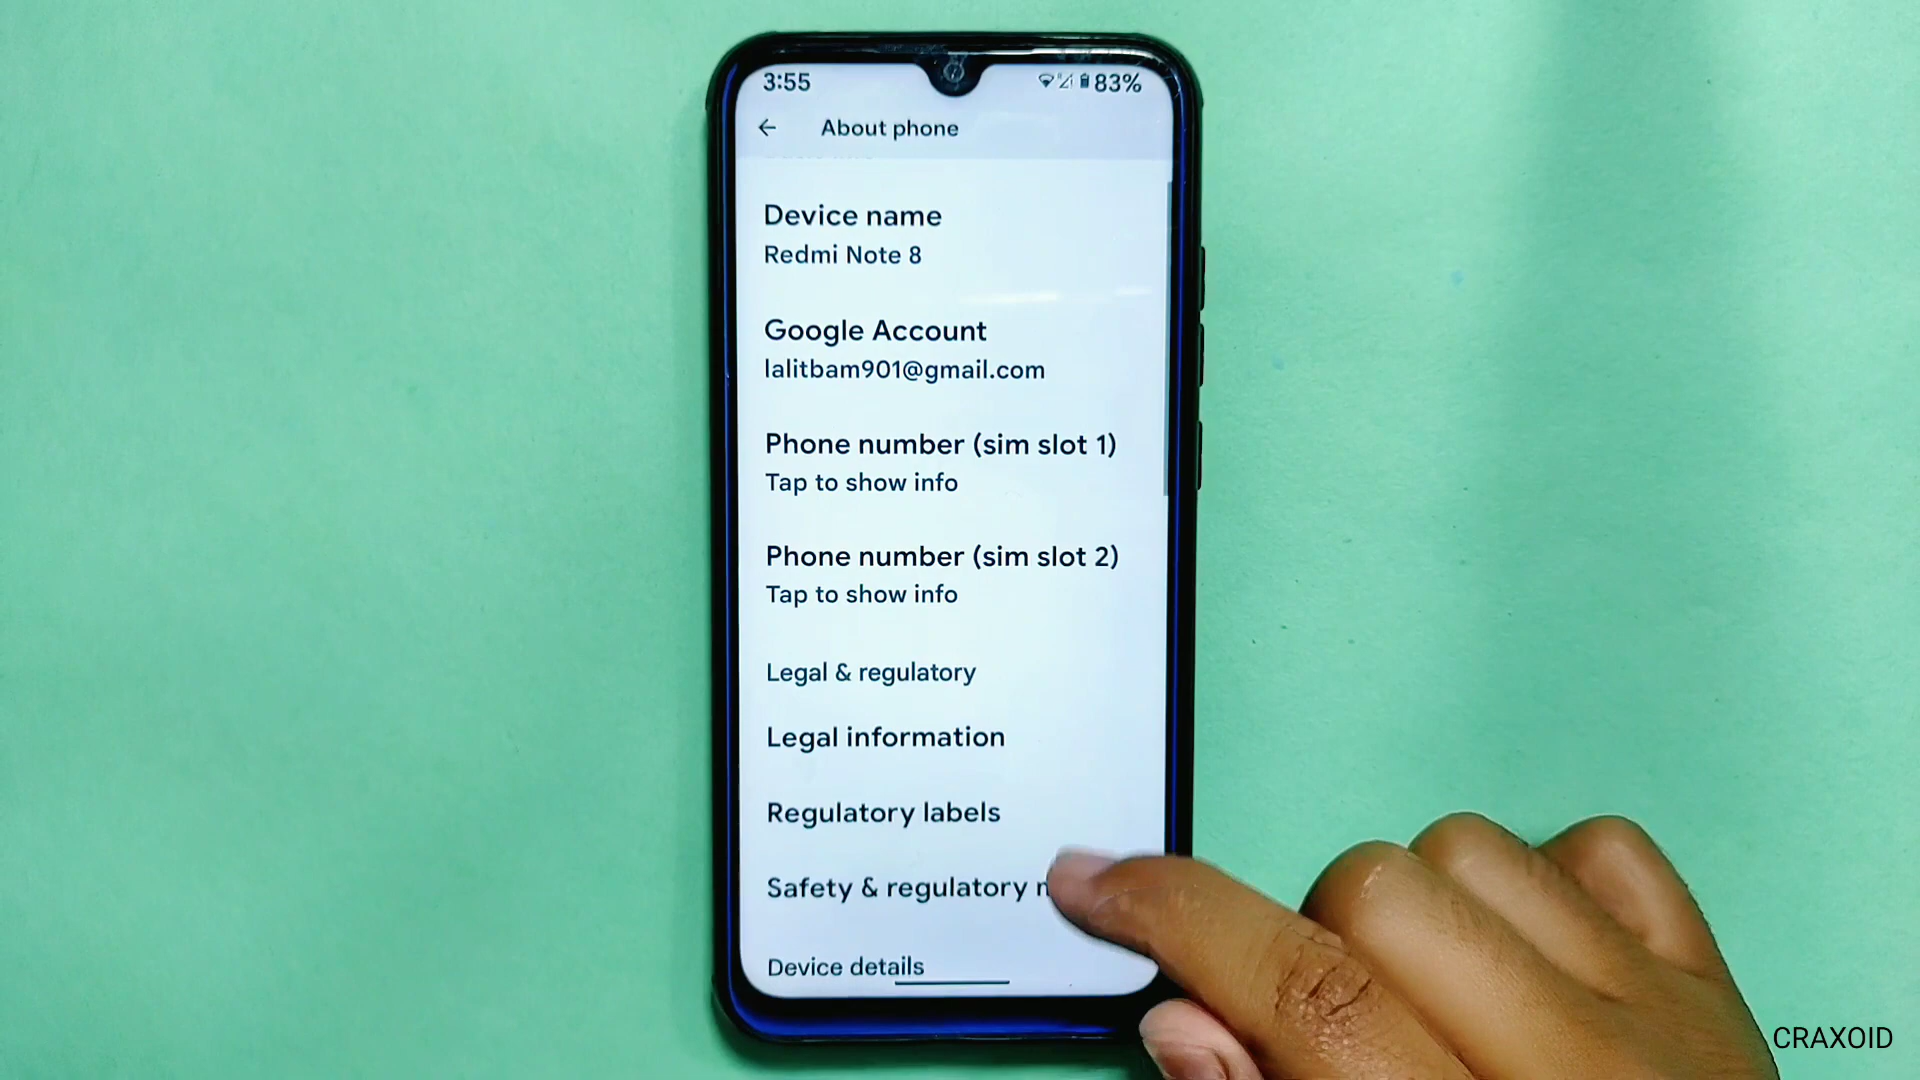 3:55
83%
About phone
Device name
Redmi Note 8
Google Account
lalitbam901@gmail.com
Phone number (sim slot 1)
Tap to show info
Phone number (sim slot 2)
Tap to show info
Legal & regulatory
Legal information
Regulatory labels
Safety & regulatory
Device details
CRAXOID